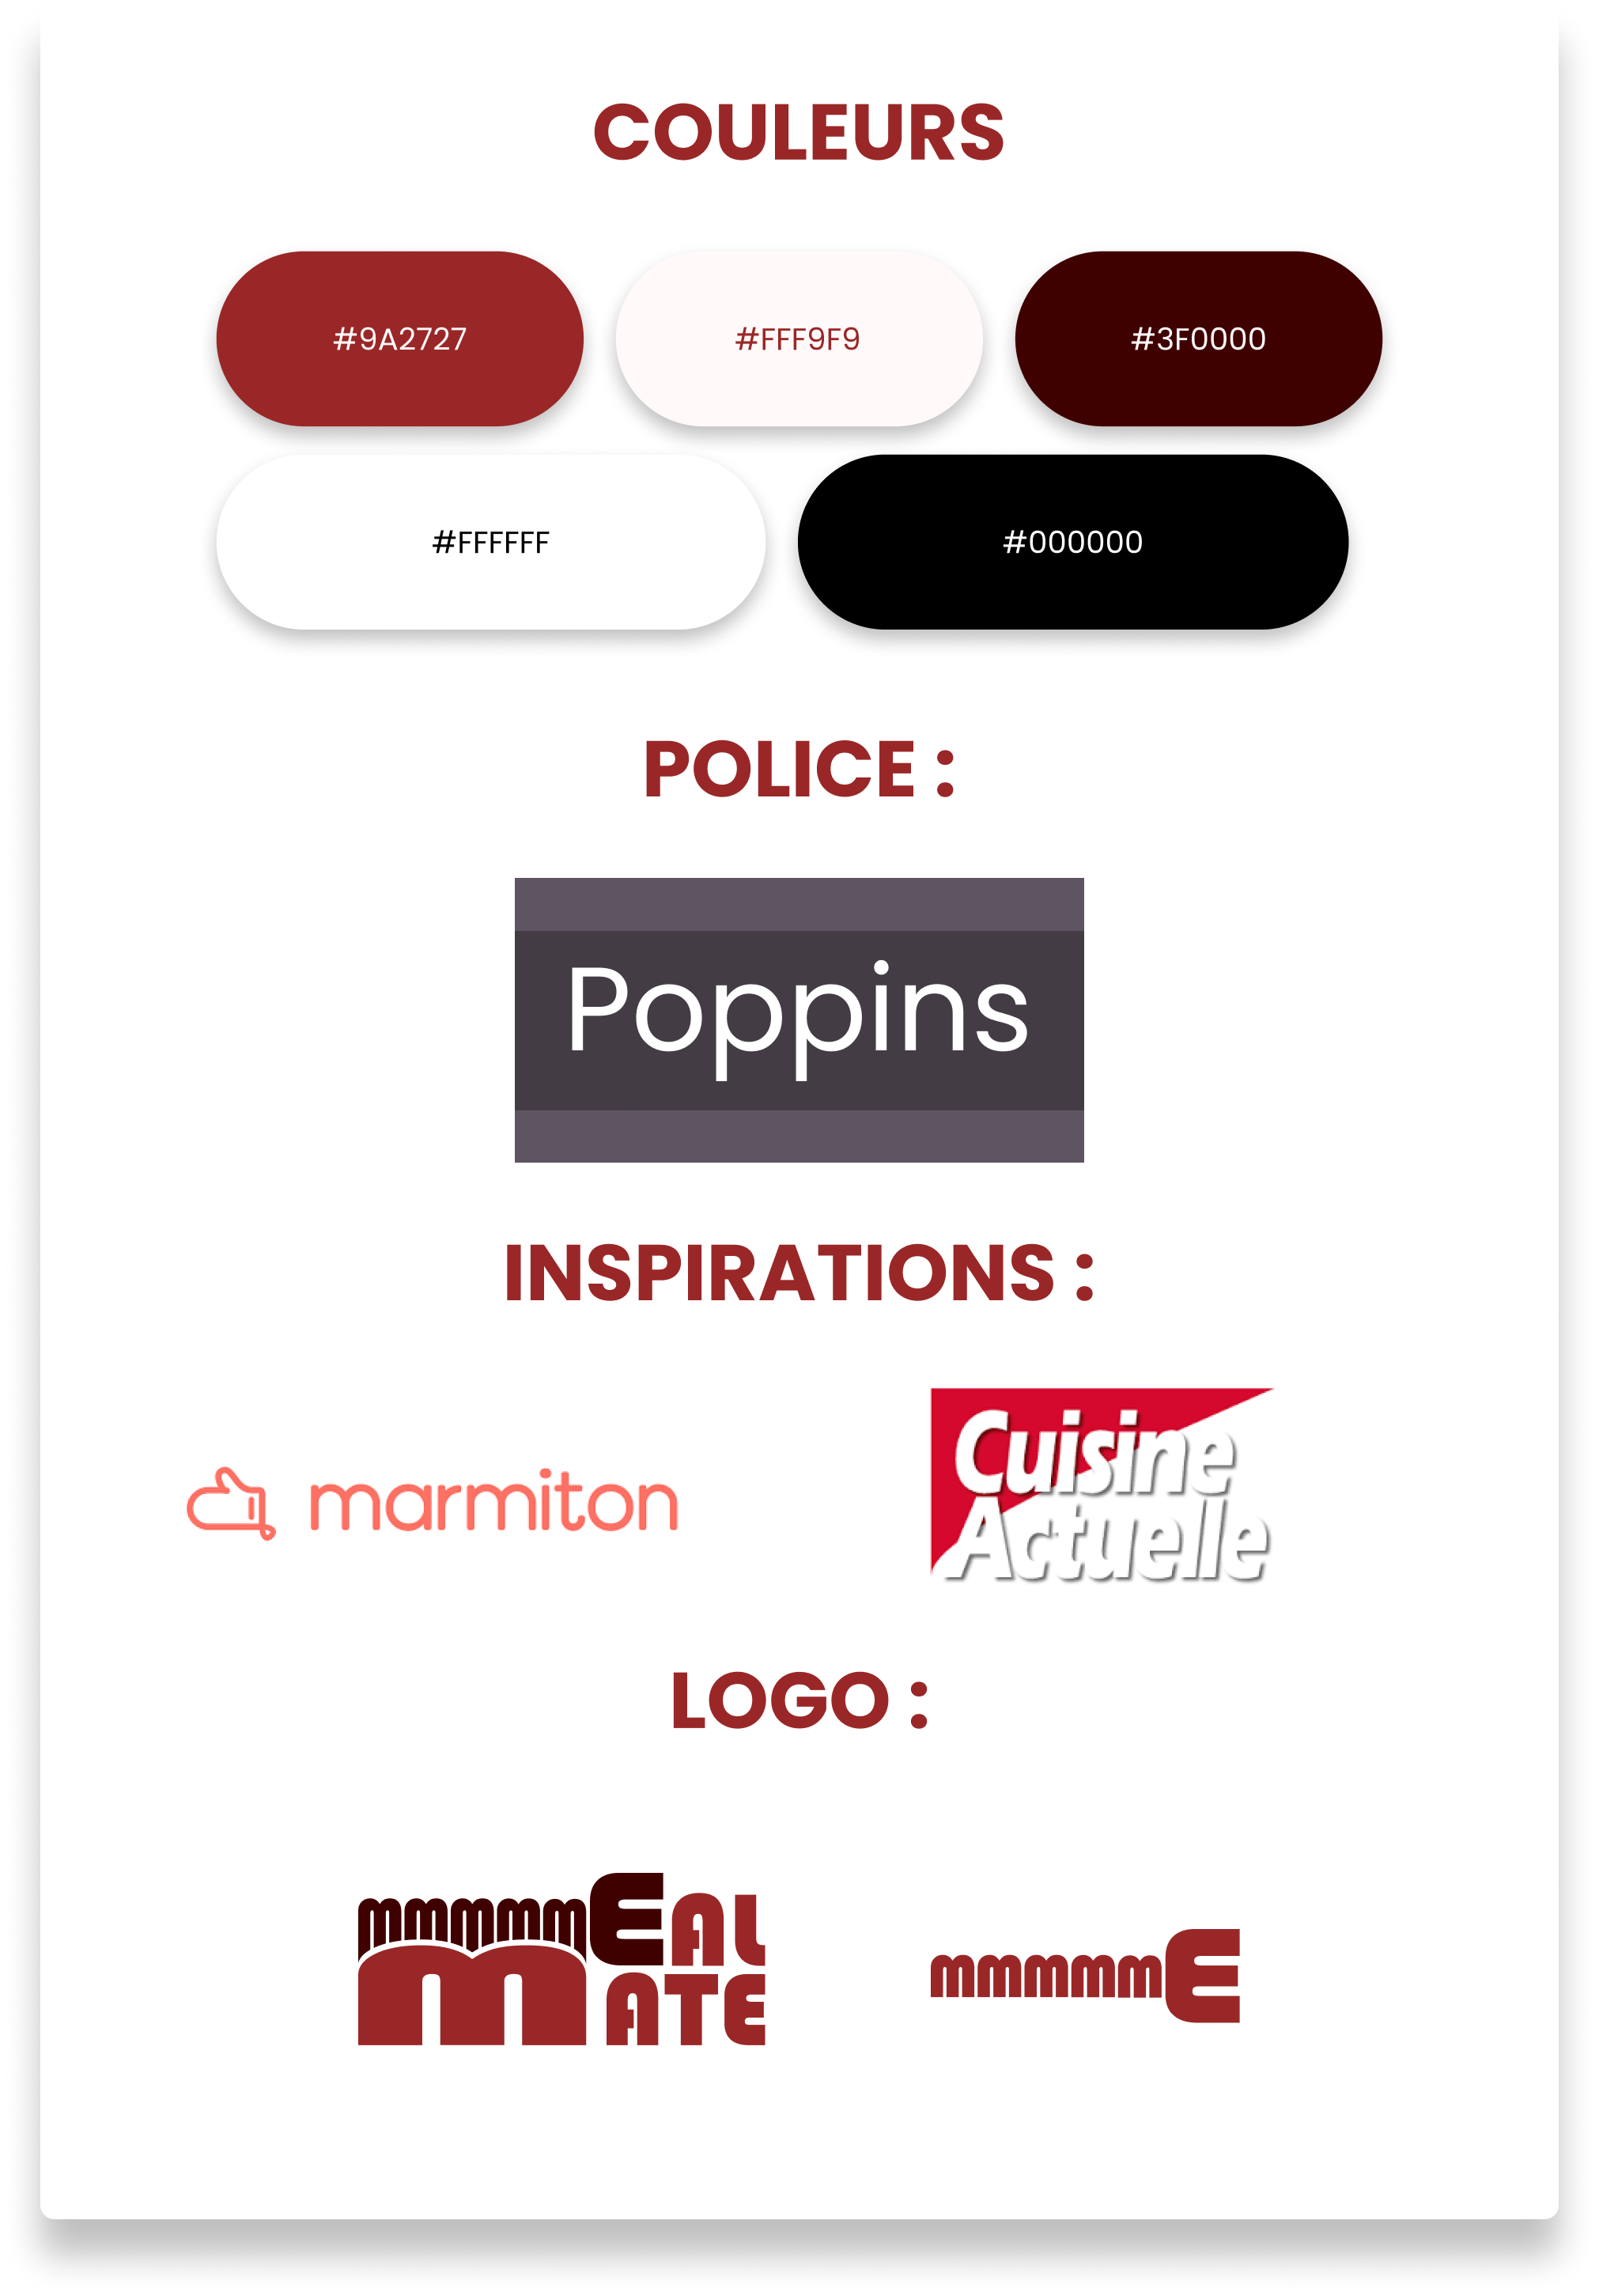 COULEURS
#9A2727
#FFF9F9
#3F0000
#FFFFFF
#000000
POLICE :
Poppins
INSPIRATIONS :
marmiton
Cuisine
Actuelle
LOGO :
mmmmmEAL
mATE
mmmmmE